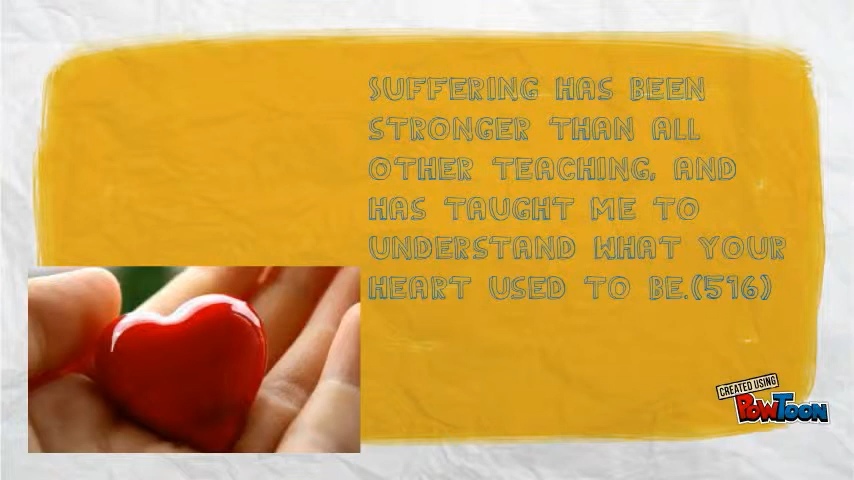 SUFFERING HAS BEEN
STRONGER THAN ALL
OTHER TEACHING, AND
HAS TAUGHT ME TO
UNDERSTAND WHAT YOUR
HEART USED TO BE.(516)
CREATED USING
POWTOON